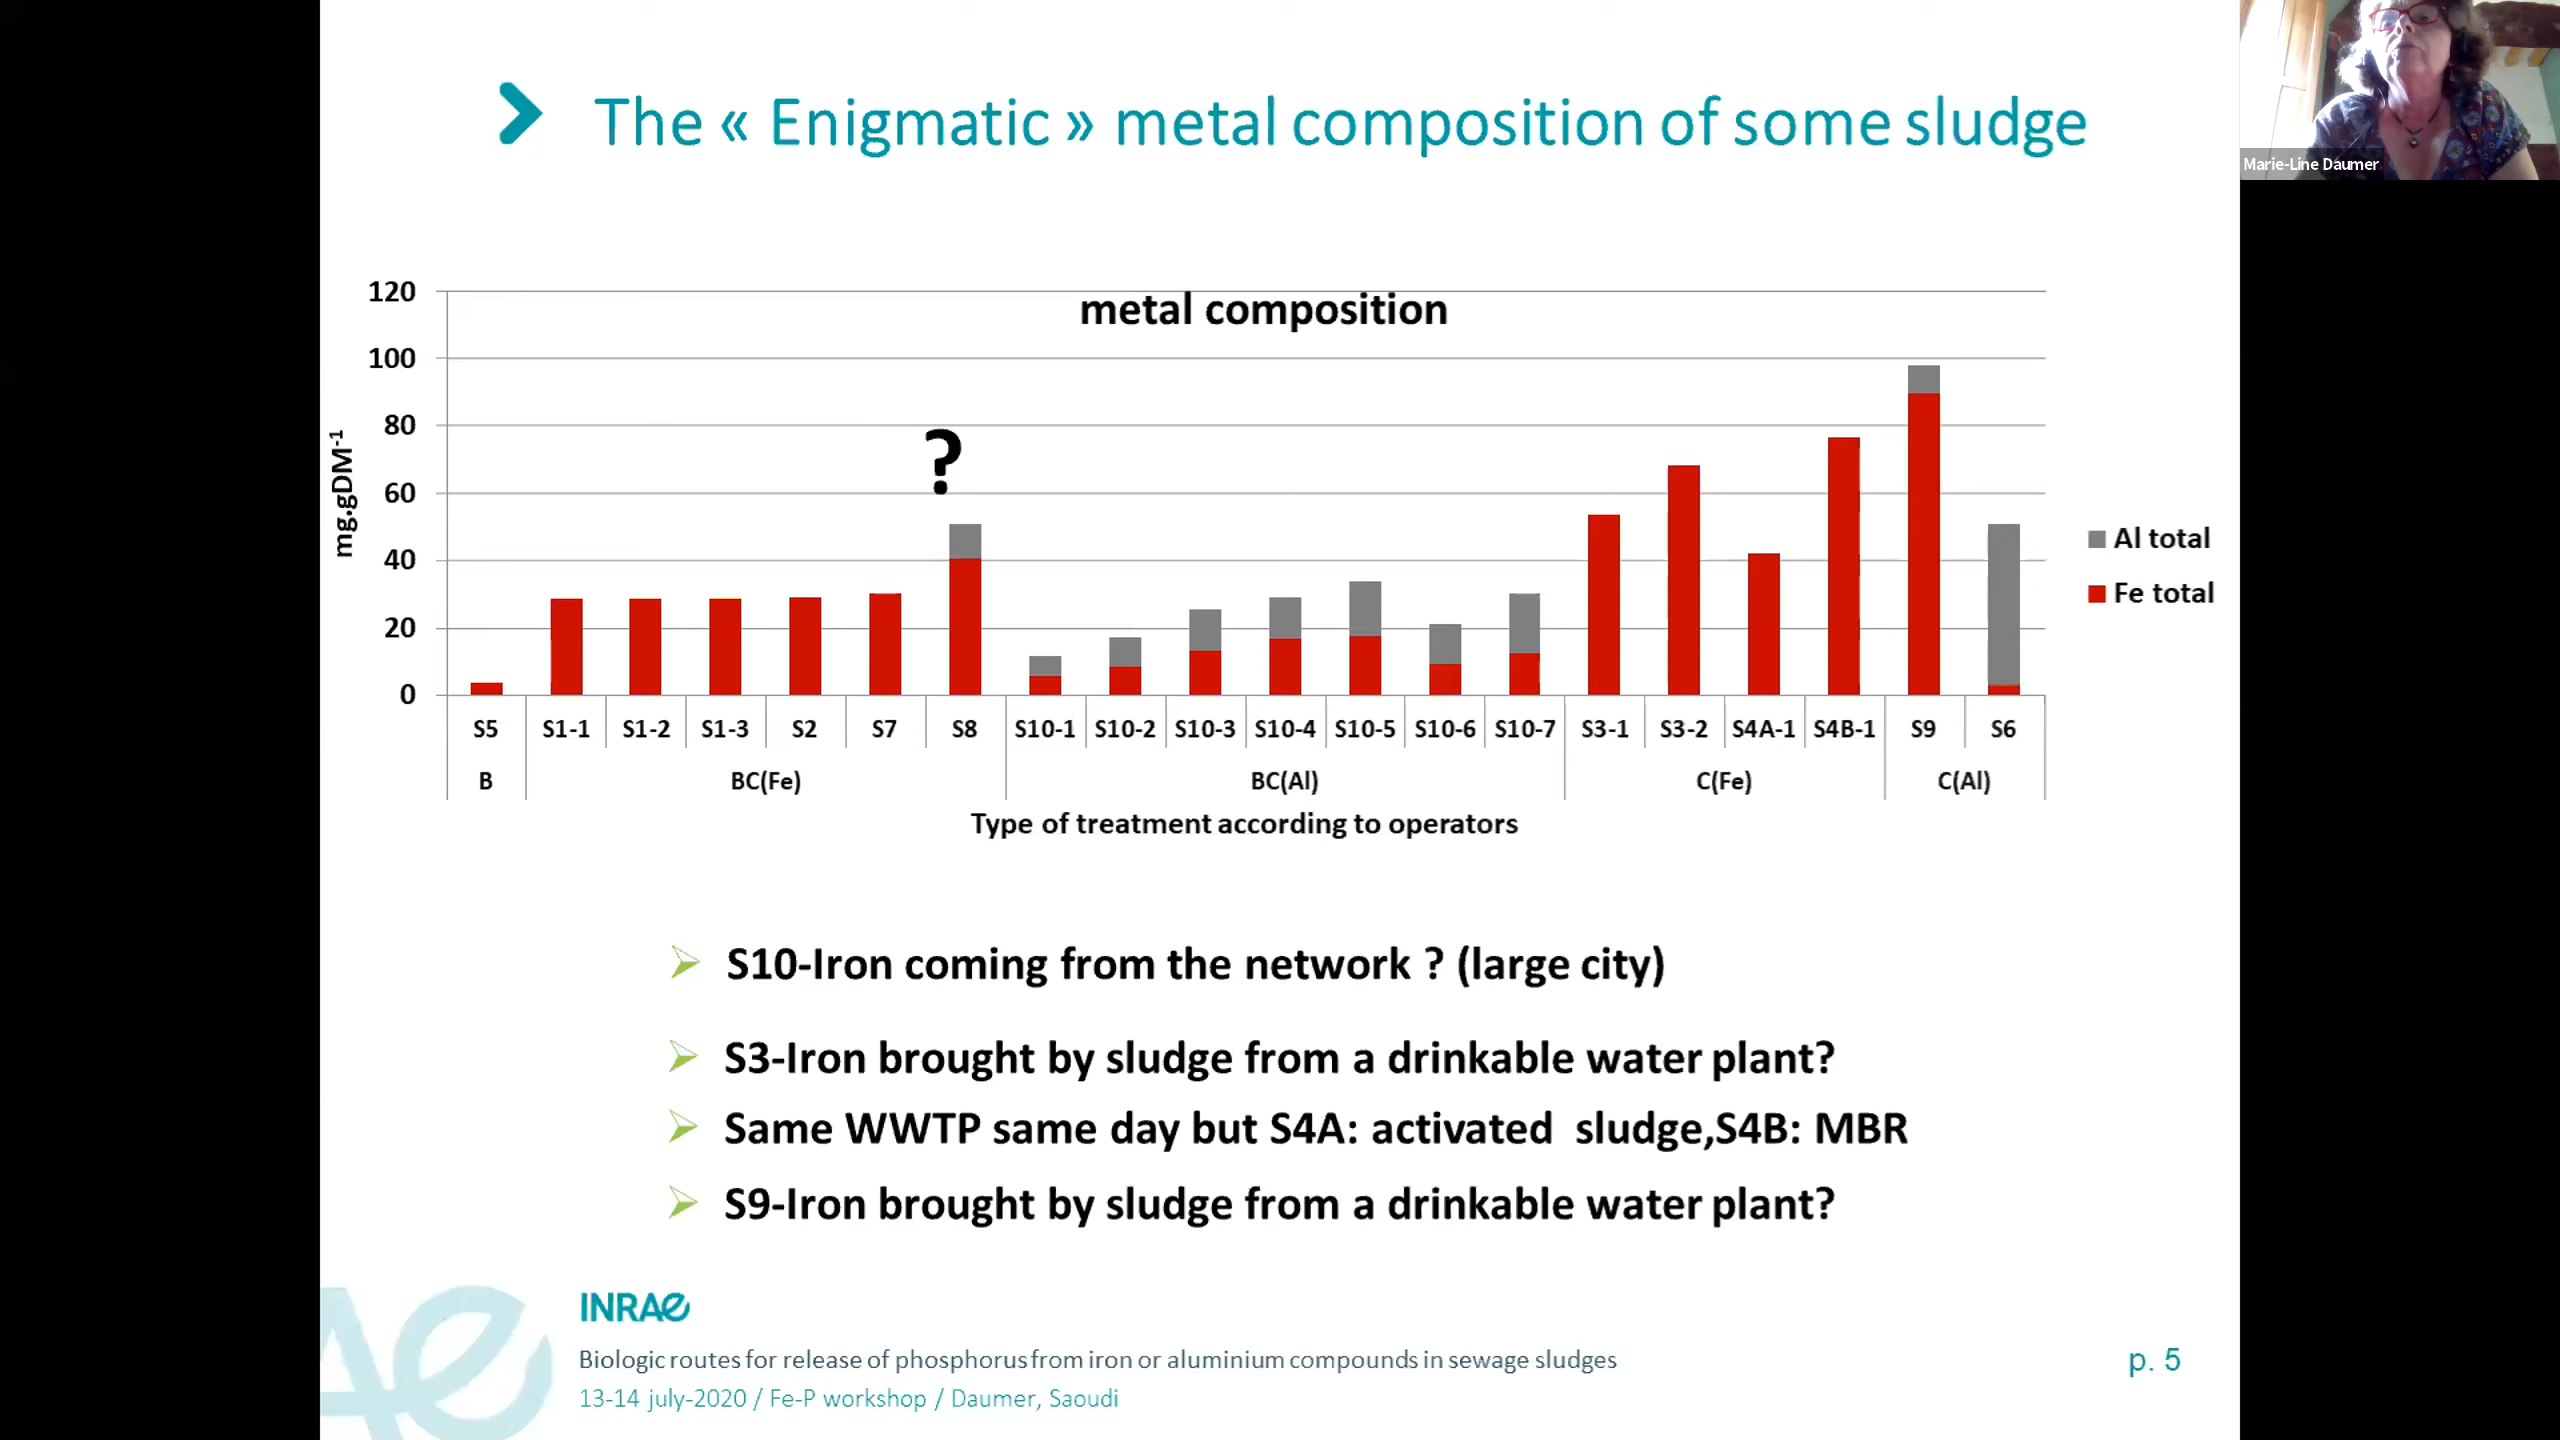 The « Enigmatic » metal composition of some sludge
Marie-Line Daumer
metal composition
120
100
80
60
40
20
0
mg.gDM-1
?
Al total
Fe total
S5 S1-1 S1-2 S1-3 S2 S7 S8 S10-1 S10-2 S10-3 S10-4 S10-5 S10-6 S10-7 S3-1 S3-2 S4A-1 S4B-1 S9 S6
B BC(Fe) BC(Al) C(Fe) C(Al)
Type of treatment according to operators
S10-Iron coming from the network ? (large city)
S3-Iron brought by sludge from a drinkable water plant?
Same WWTP same day but S4A: activated sludge,S4B: MBR
S9-Iron brought by sludge from a drinkable water plant?
INRAE
Biologic routes for release of phosphorus from iron or aluminium compounds in sewage sludges
13-14 july-2020 / Fe-P workshop / Daumer, Saoudi
p. 5